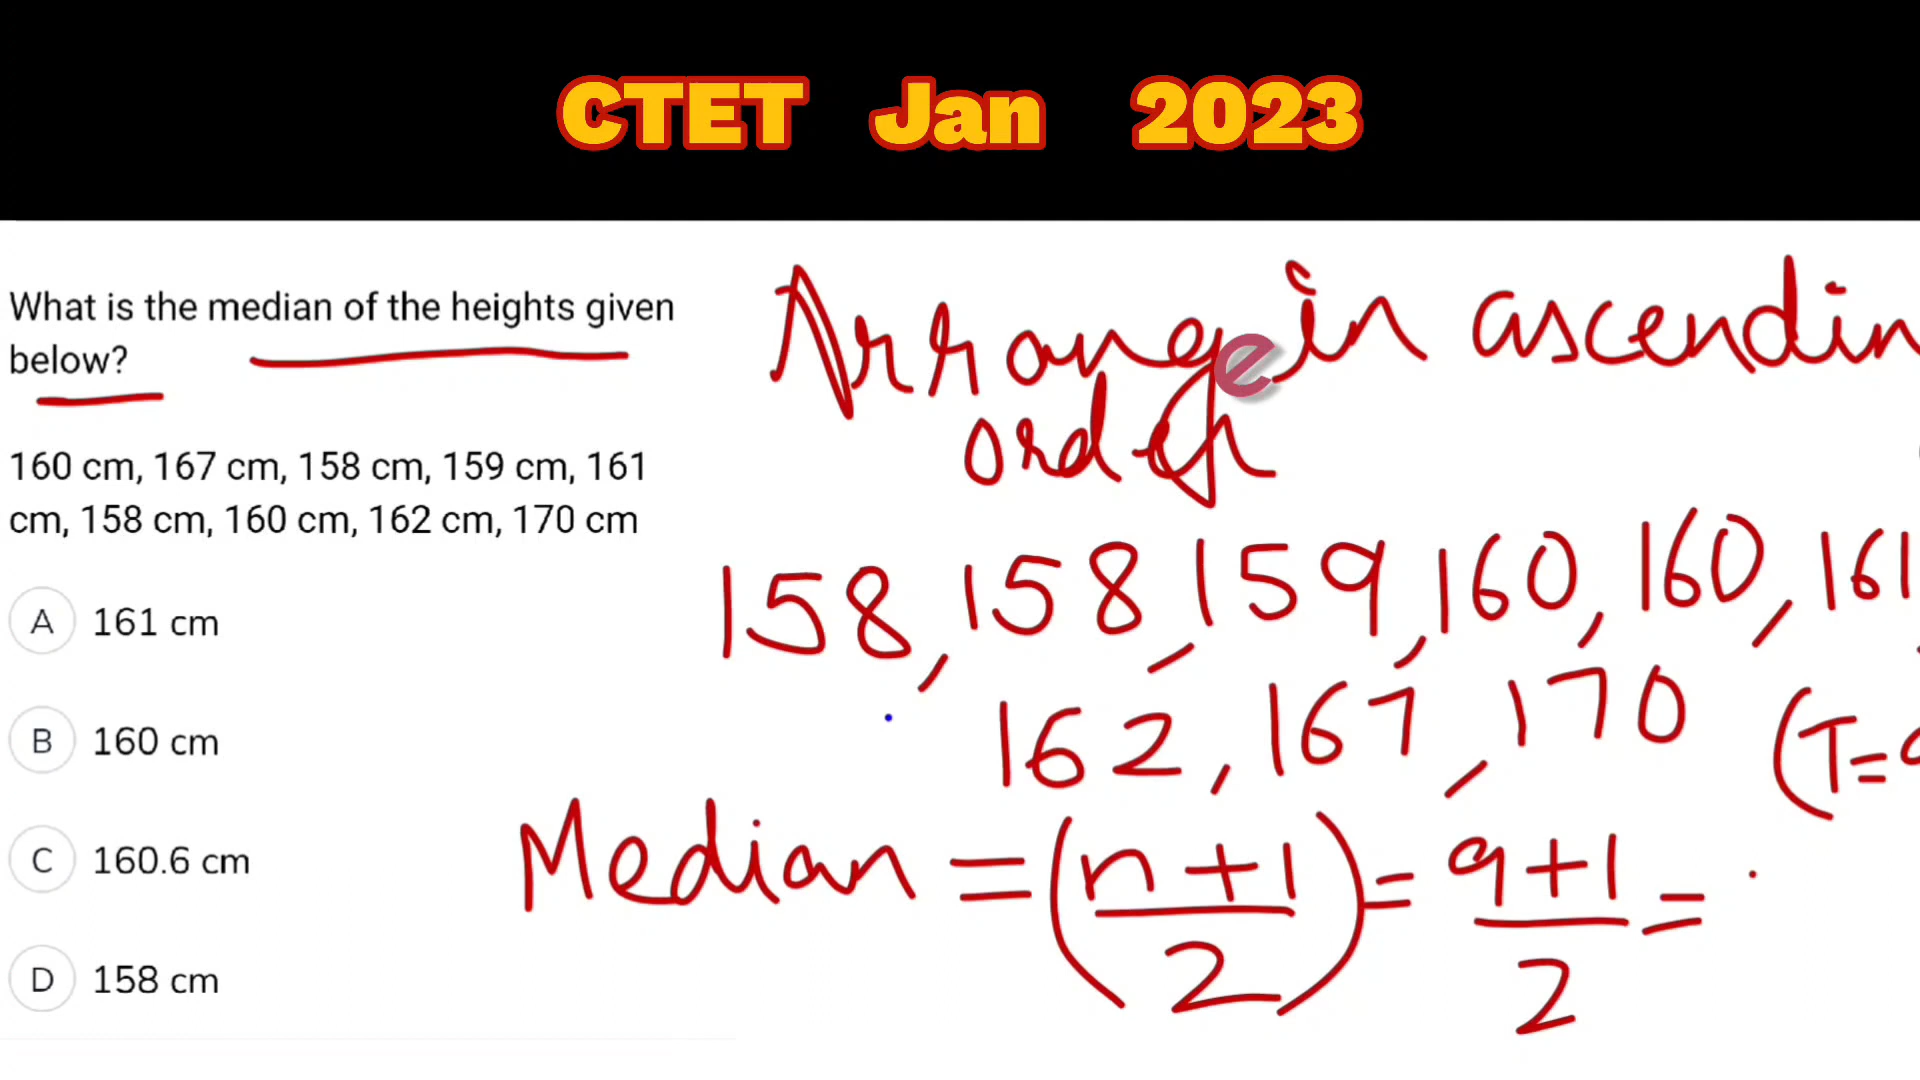 CTET Jan 2023
What is the median of the heights given
below?
160 cm, 167 cm, 158 cm, 159 cm, 161
cm, 158 cm, 160 cm, 162 cm, 170 cm
A 161 cm
B 160 cm
C 160.6 cm
D 158 cm
Arrange in ascendin
order
158, 158, 159, 160, 160, 161
162, 167, 170 (T=9
Median = (n+1/2) = 9+1/2 =